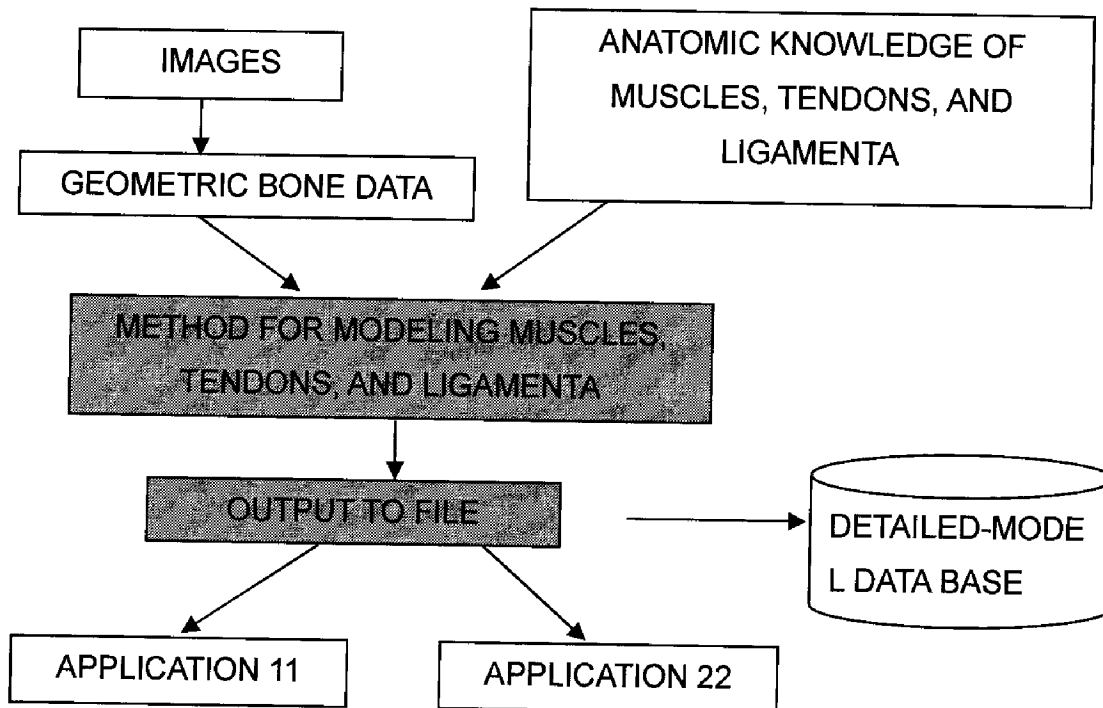 IMAGES
ANATOMIC KNOWLEDGE OF
MUSCLES, TENDONS, AND
LIGAMENTA
GEOMETRIC BONE DATA
METHOD FOR MODELING MUSCLES,
TENDONS, AND LIGAMENTA
OUTPUT TO FILE
DETAILED-MODE
L DATA BASE
APPLICATION 11
APPLICATION 22